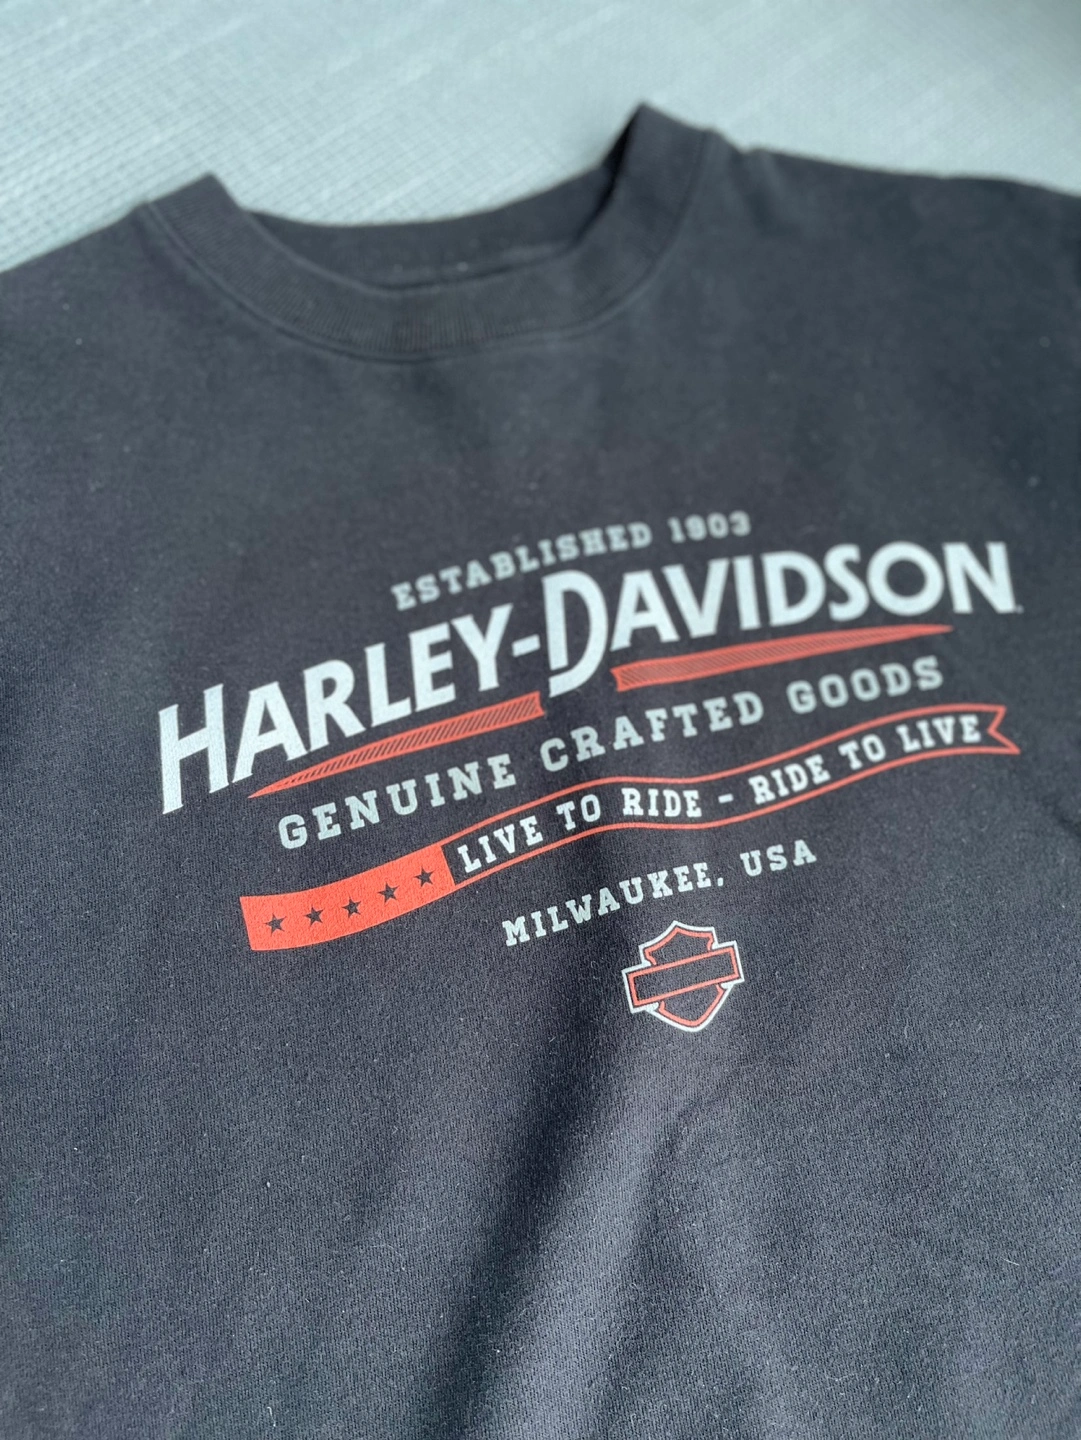 ESTABLISHED 1903
HARLEY-DAVIDSON
GENUINE CRAFTED GOODS
LIVE TO RIDE - RIDE TO LIVE
MILWAUKEE, USA